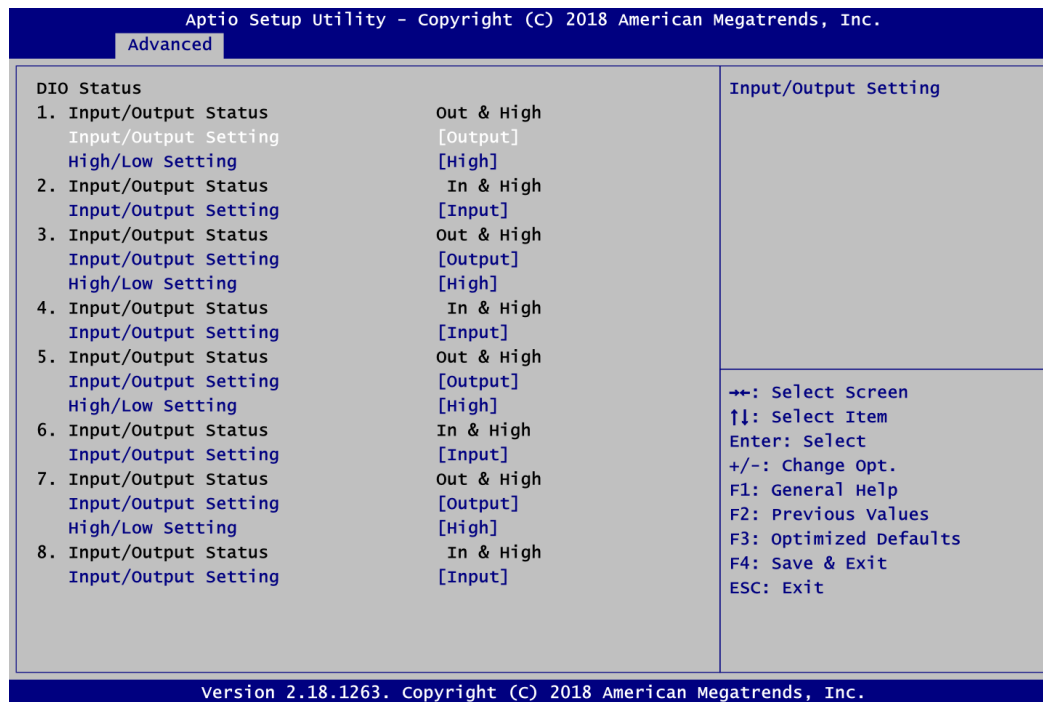 Aptio Setup Utility - Copyright (C) 2018 American Megatrends, Inc.
Advanced
DIO Status
1. Input/Output Status Out & High
Input/Output Setting [Output]
High/Low Setting [High]
2. Input/Output Status In & High
Input/Output Setting [Input]
3. Input/Output Status Out & High
Input/Output Setting [Output]
High/Low Setting [High]
4. Input/Output Status In & High
Input/Output Setting [Input]
5. Input/Output Status Out & High
Input/Output Setting [Output]
High/Low Setting [High]
6. Input/Output Status In & High
Input/Output Setting [Input]
7. Input/Output Status Out & High
Input/Output Setting [Output]
High/Low Setting [High]
8. Input/Output Status In & High
Input/Output Setting [Input]
Input/Output Setting
→←: Select Screen
↑↓: Select Item
Enter: Select
+/-: Change Opt.
F1: General Help
F2: Previous Values
F3: Optimized Defaults
F4: Save & Exit
ESC: Exit
Version 2.18.1263. Copyright (C) 2018 American Megatrends, Inc.